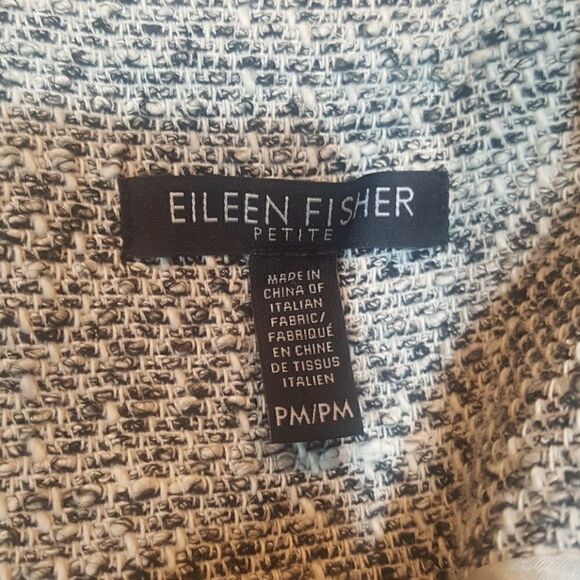 EILEEN FISHER
PETITE
MADE IN
CHINA OF
ITALIAN
FABRIC/
FABRIQUÉ
EN CHINE
DE TISSUS
ITALIEN
PM/PM